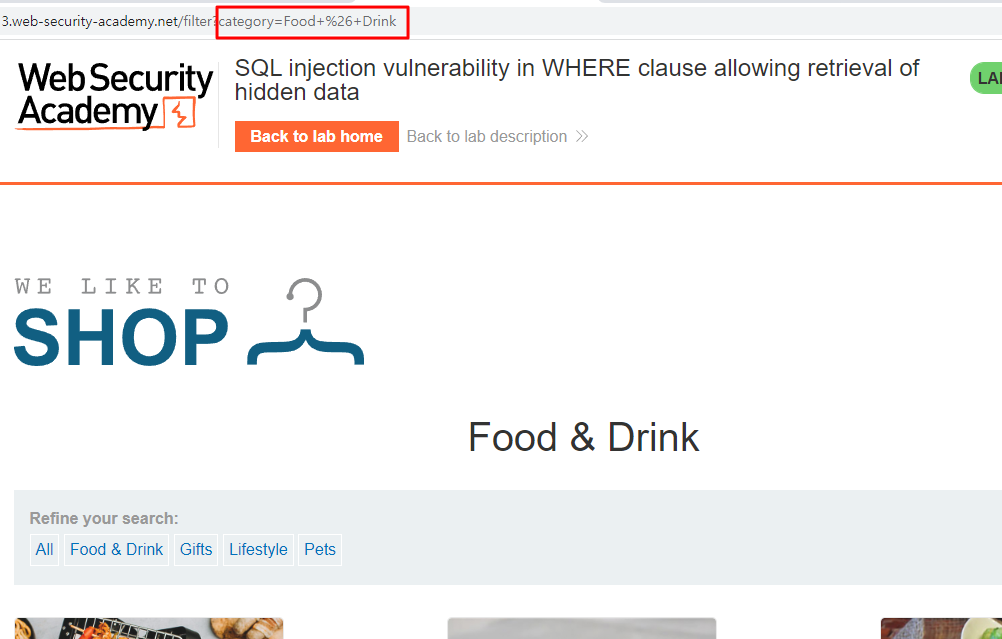 3.web-security-academy.net/filter?category=Food+%26+Drink
Web Security
Academy
SQL injection vulnerability in WHERE clause allowing retrieval of
hidden data
LA
Back to lab home
Back to lab description
WE LIKE TO
SHOP
Food & Drink
Refine your search:
All
Food & Drink
Gifts
Lifestyle
Pets